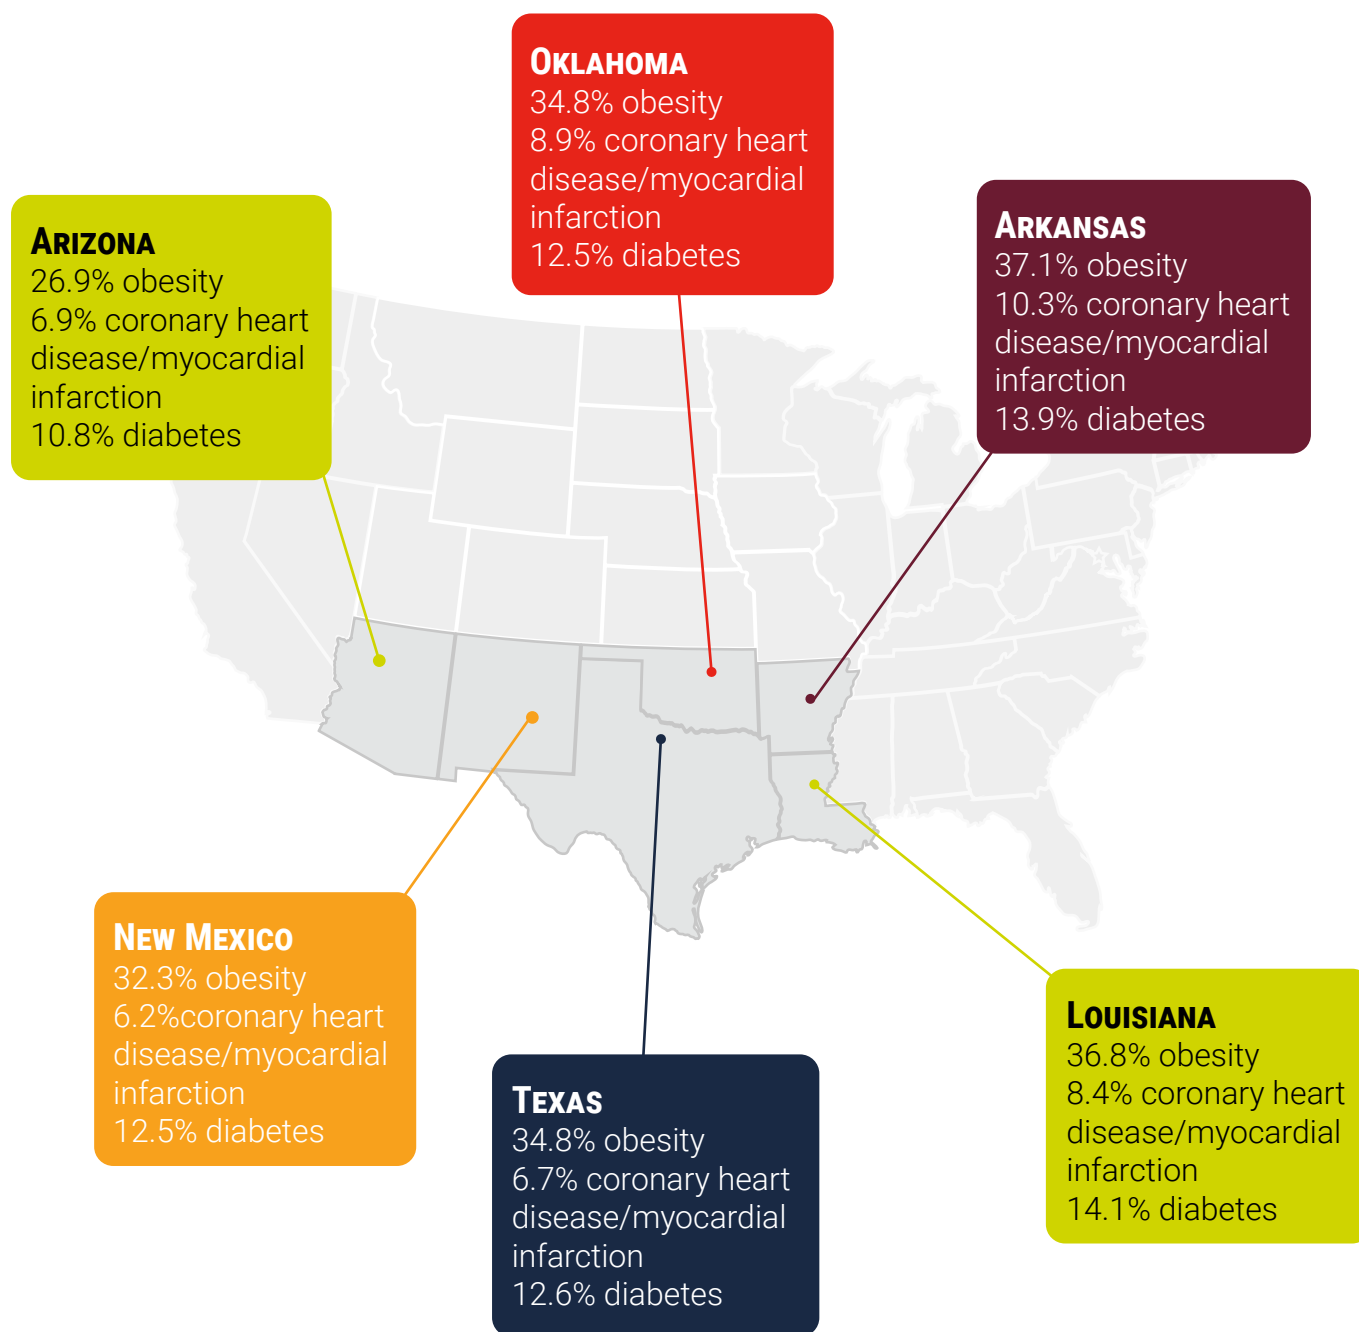 OKLAHOMA
34.8% obesity
8.9% coronary heart
disease/myocardial
infarction
12.5% diabetes
ARKANSAS
37.1% obesity
10.3% coronary heart
disease/myocardial
infarction
13.9% diabetes
ARIZONA
26.9% obesity
6.9% coronary heart
disease/myocardial
infarction
10.8% diabetes
NEW MEXICO
32.3% obesity
6.2%coronary heart
disease/myocardial
infarction
12.5% diabetes
TEXAS
34.8% obesity
6.7% coronary heart
disease/myocardial
infarction
12.6% diabetes
LOUISIANA
36.8% obesity
8.4% coronary heart
disease/myocardial
infarction
14.1% diabetes